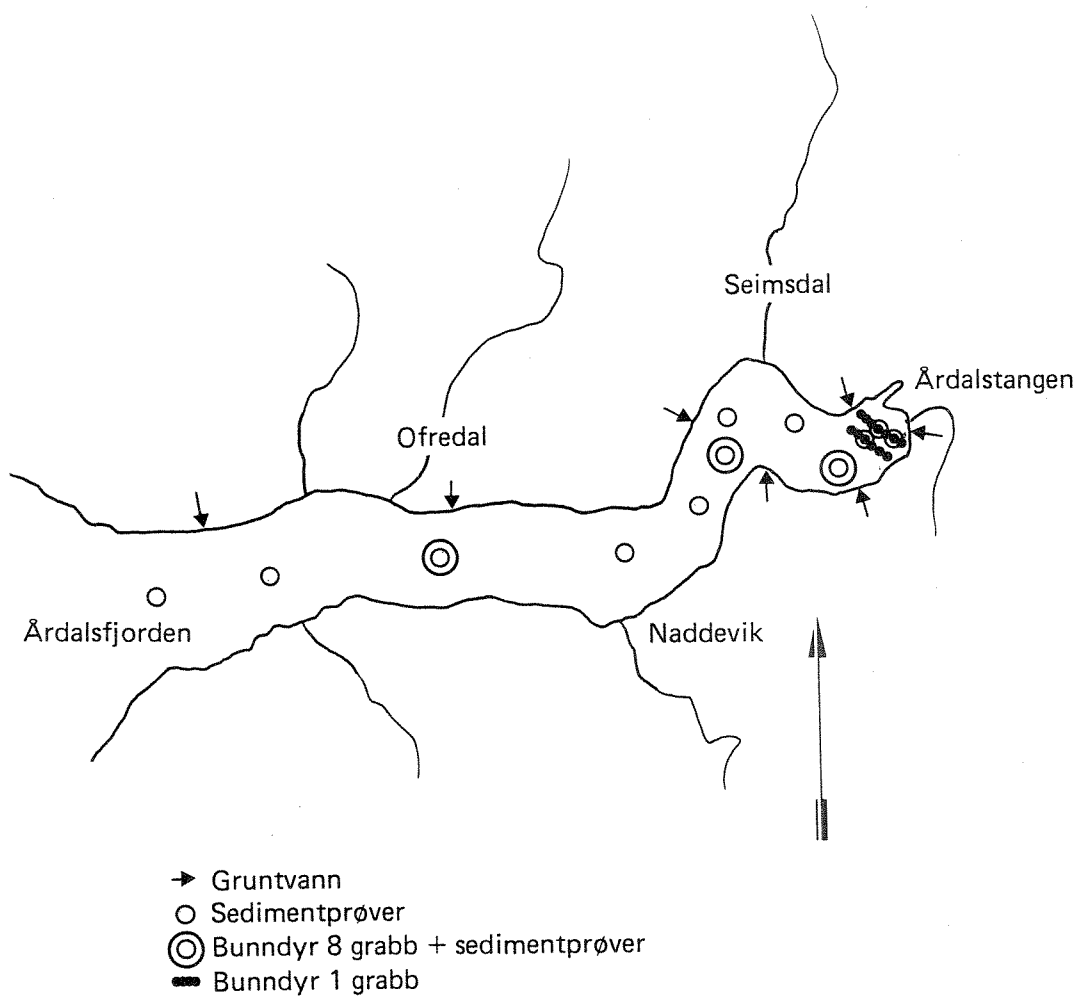 Seimsdal
Årdalstangen
Ofredal
Årdalsfjorden
Naddevik
Gruntvann
Sedimentprøver
Bunndyr 8 grabb + sedimentprøver
Bunndyr 1 grabb